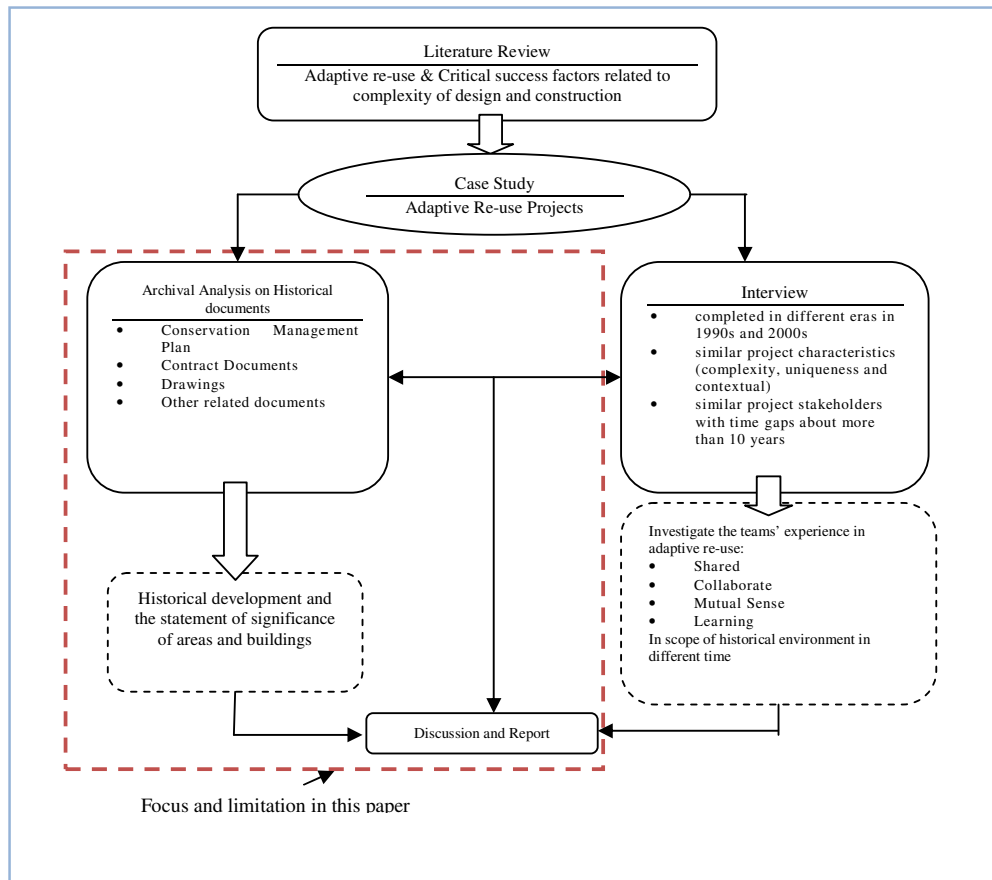 Literature Review
Adaptive re-use & Critical success factors related to
complexity of design and construction
Case Study
Adaptive Re-use Projects
Archival Analysis on Historical
documents
• Conservation Management
Plan
• Contract Documents
• Drawings
• Other related documents
Interview
• completed in different eras in
1990s and 2000s
• similar project characteristics
(complexity, uniqueness and
contextual)
• similar project stakeholders
with time gaps about more
than 10 years
Historical development and
the statement of significance
of areas and buildings
Investigate the teams’ experience in
adaptive re-use:
• Shared
• Collaborate
• Mutual Sense
• Learning
In scope of historical environment in
different time
Discussion and Report
Focus and limitation in this paper